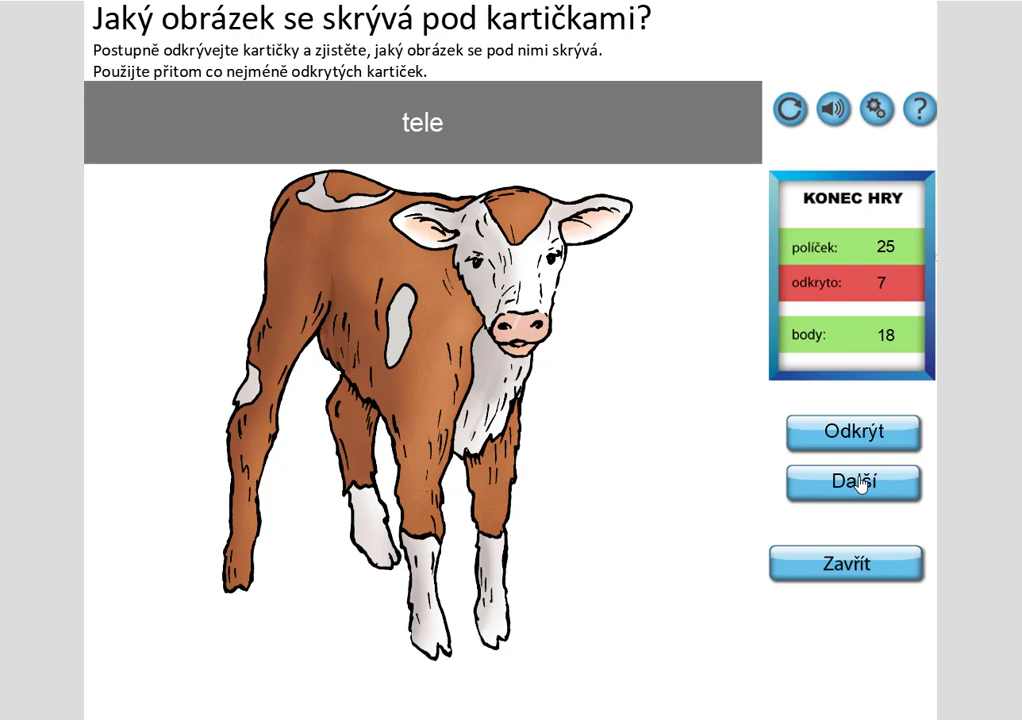 Jaký obrázek se skrývá pod kartičkami?
Postupně odkrývejte kartičky a zjistěte, jaký obrázek se pod nimi skrývá.
Použijte přitom co nejméně odkrytých kartiček.
tele
?
KONEC HRY
políček: 25
odkryto: 7
body: 18
Odkrýt
Další
Zavřít